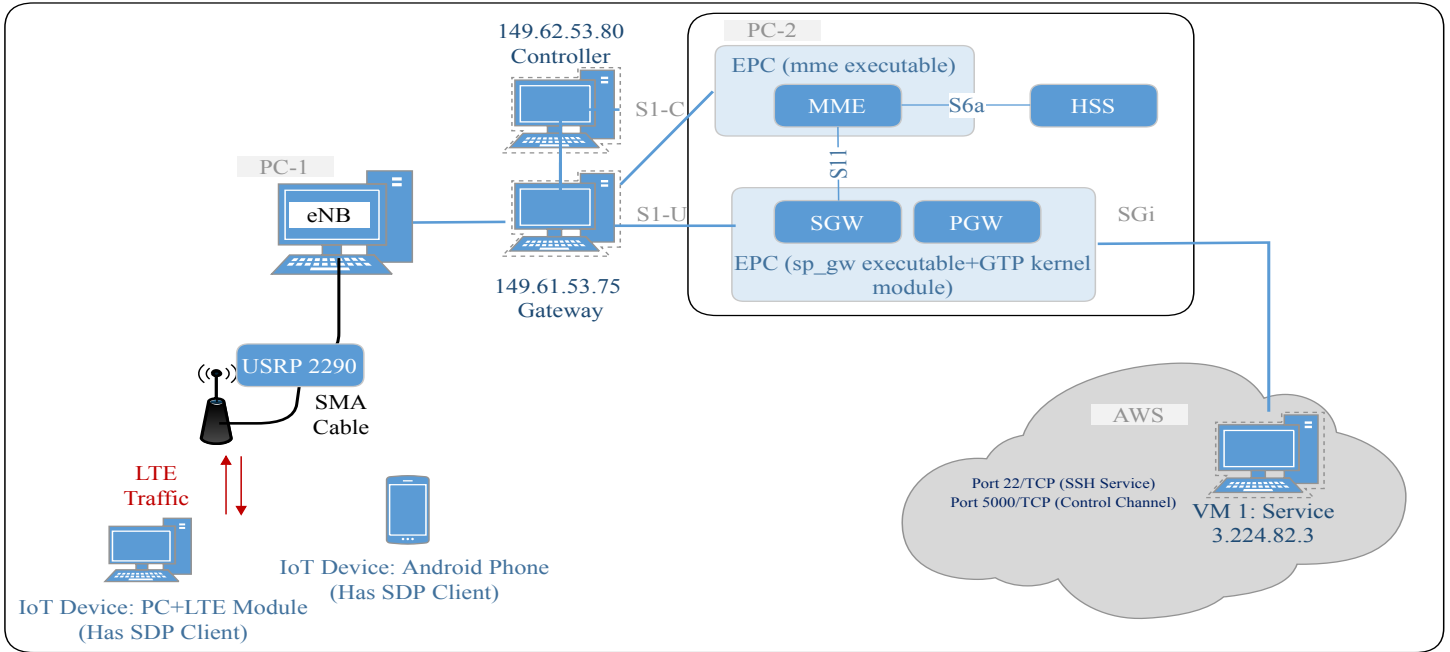 149.62.53.80
Controller
PC-2
EPC (mme executable)
MME
S6a
HSS
S1-C
S11
PC-1
eNB
S1-U
SGW
PGW
SGi
EPC (sp_gw executable+GTP kernel
module)
149.61.53.75
Gateway
USRP 2290
SMA
Cable
LTE
Traffic
AWS
Port 22/TCP (SSH Service)
Port 5000/TCP (Control Channel)
VM 1: Service
3.224.82.3
IoT Device: Android Phone
(Has SDP Client)
IoT Device: PC+LTE Module
(Has SDP Client)